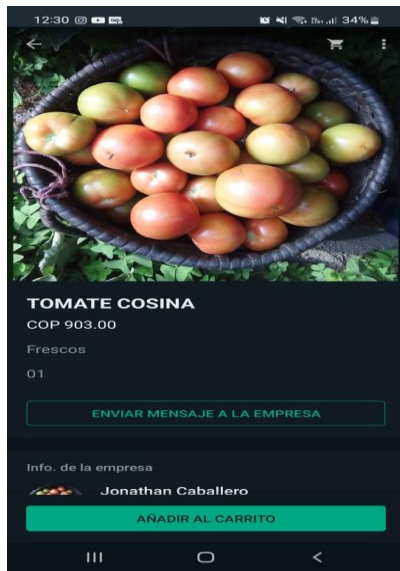 12:30
34%
TOMATE COSINA
COP 903.00
Frescos
01
ENVIAR MENSAJE A LA EMPRESA
Info. de la empresa
Jonathan Caballero
AÑADIR AL CARRITO